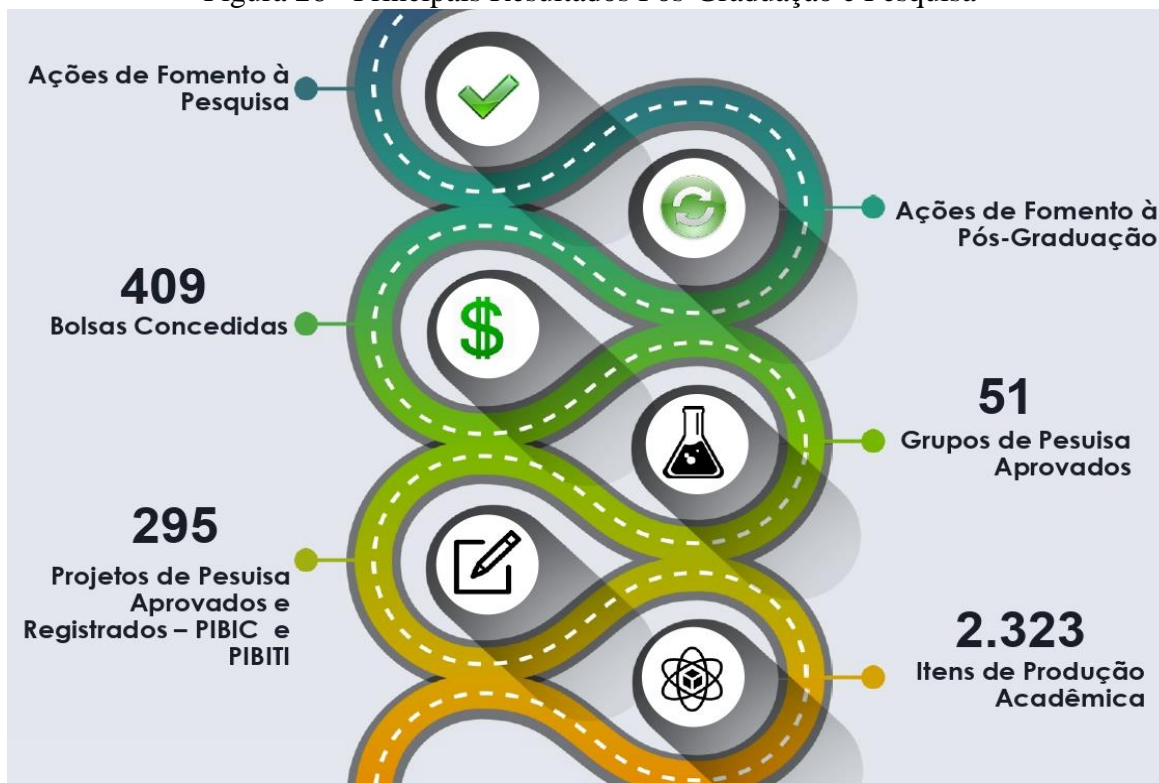 Ações de Fomento à
Pesquisa
Ações de Fomento à
Pós-Graduação
409
Bolsas Concedidas
$
51
Grupos de Pesuisa
Aprovados
295
Projetos de Pesuisa
Aprovados e
Registrados – PIBIC e
PIBITI
2.323
Itens de Produção
Acadêmica